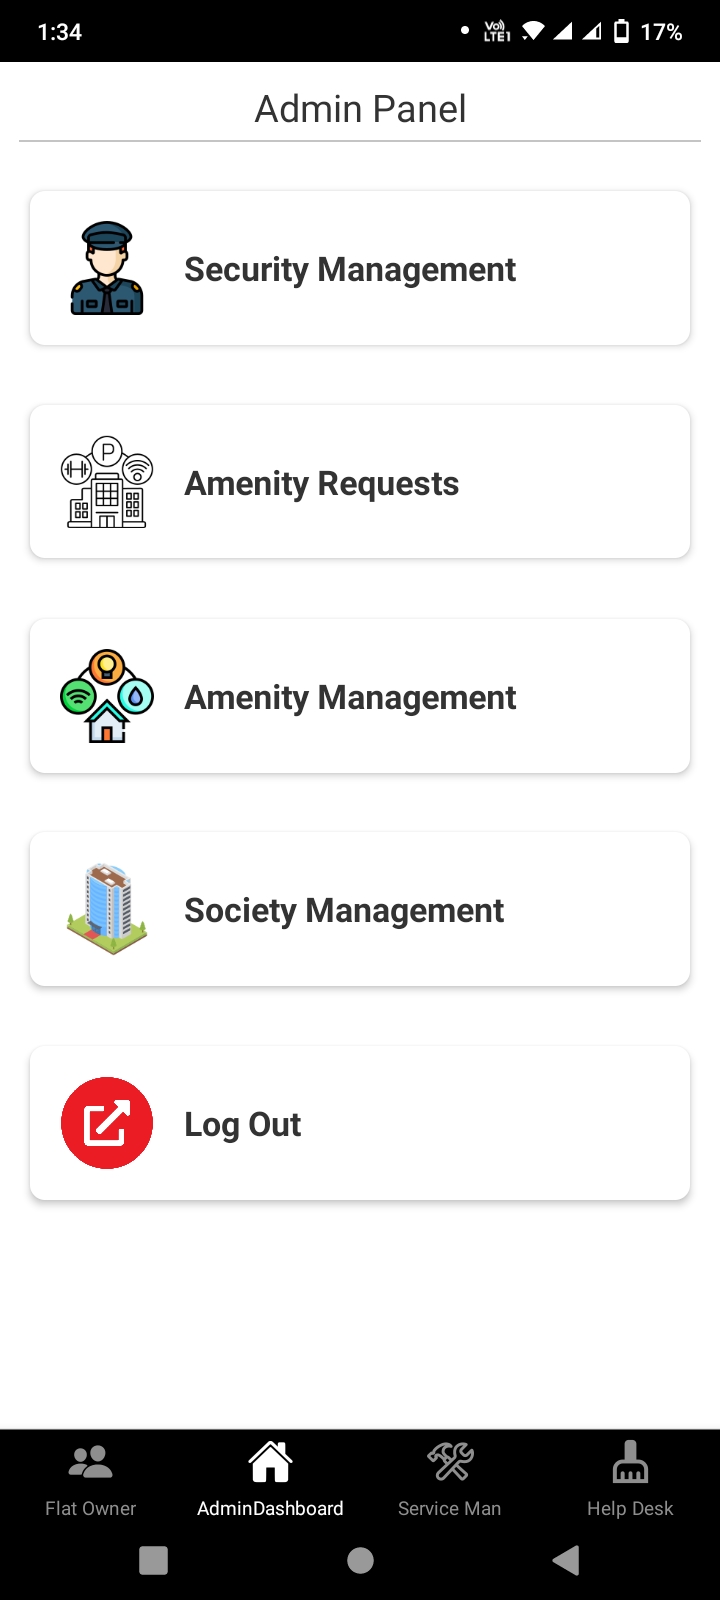 1:34
Vo)) LTE1
17%
Admin Panel
Security Management
P
Amenity Requests
Amenity Management
Society Management
Log Out
Flat Owner
AdminDashboard
Service Man
Help Desk